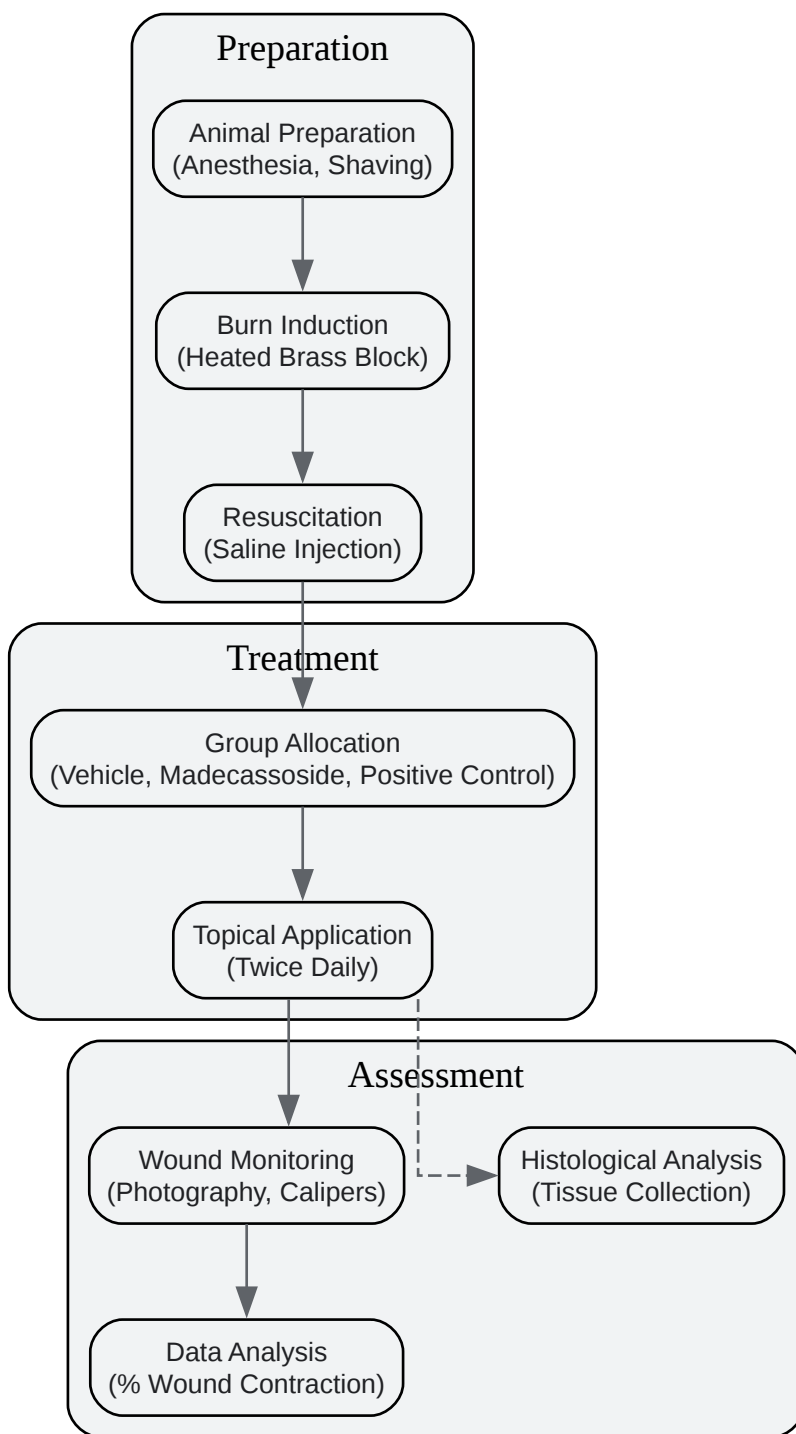 Preparation
Animal Preparation
(Anesthesia, Shaving)
Burn Induction
(Heated Brass Block)
Resuscitation
(Saline Injection)
Treatment
Group Allocation
(Vehicle, Madecassoside, Positive Control)
Topical Application
(Twice Daily)
Assessment
Wound Monitoring
(Photography, Calipers)
Histological Analysis
(Tissue Collection)
Data Analysis
(% Wound Contraction)